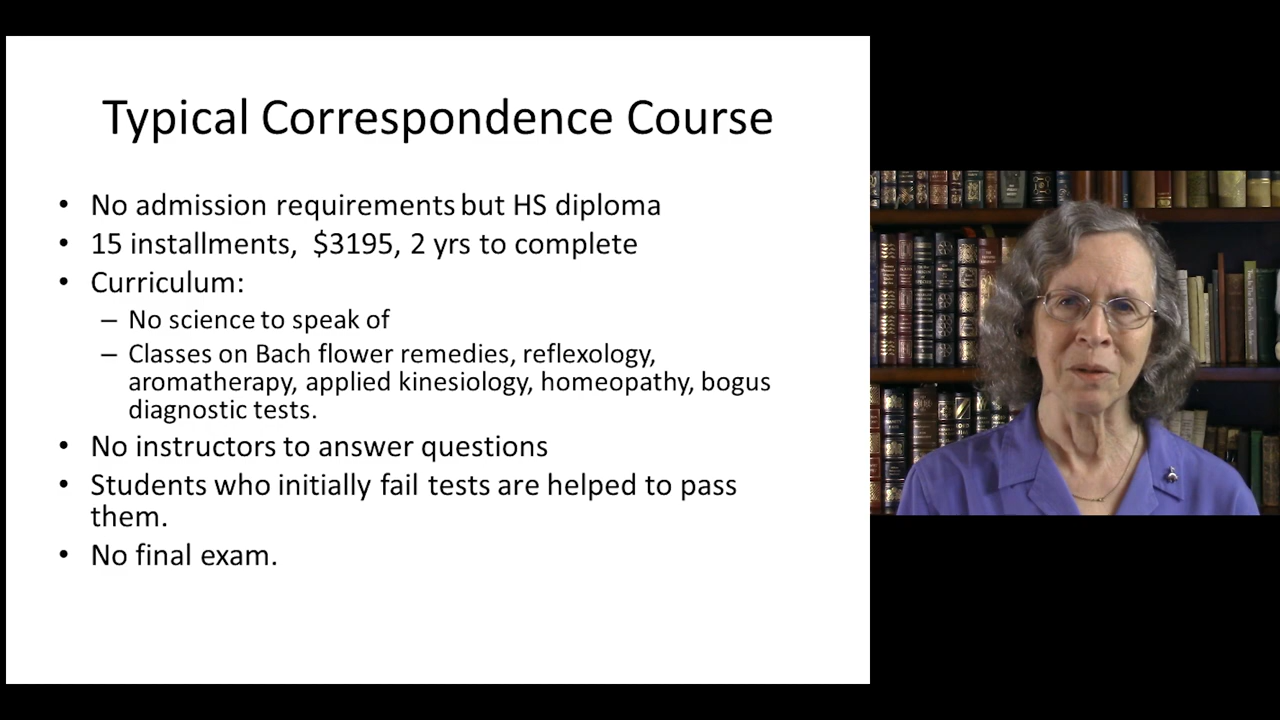 Typical Correspondence Course
• No admission requirements but HS diploma
• 15 installments, $3195, 2 yrs to complete
• Curriculum:
– No science to speak of
– Classes on Bach flower remedies, reflexology,
aromatherapy, applied kinesiology, homeopathy, bogus
diagnostic tests.
• No instructors to answer questions
• Students who initially fail tests are helped to pass
them.
• No final exam.